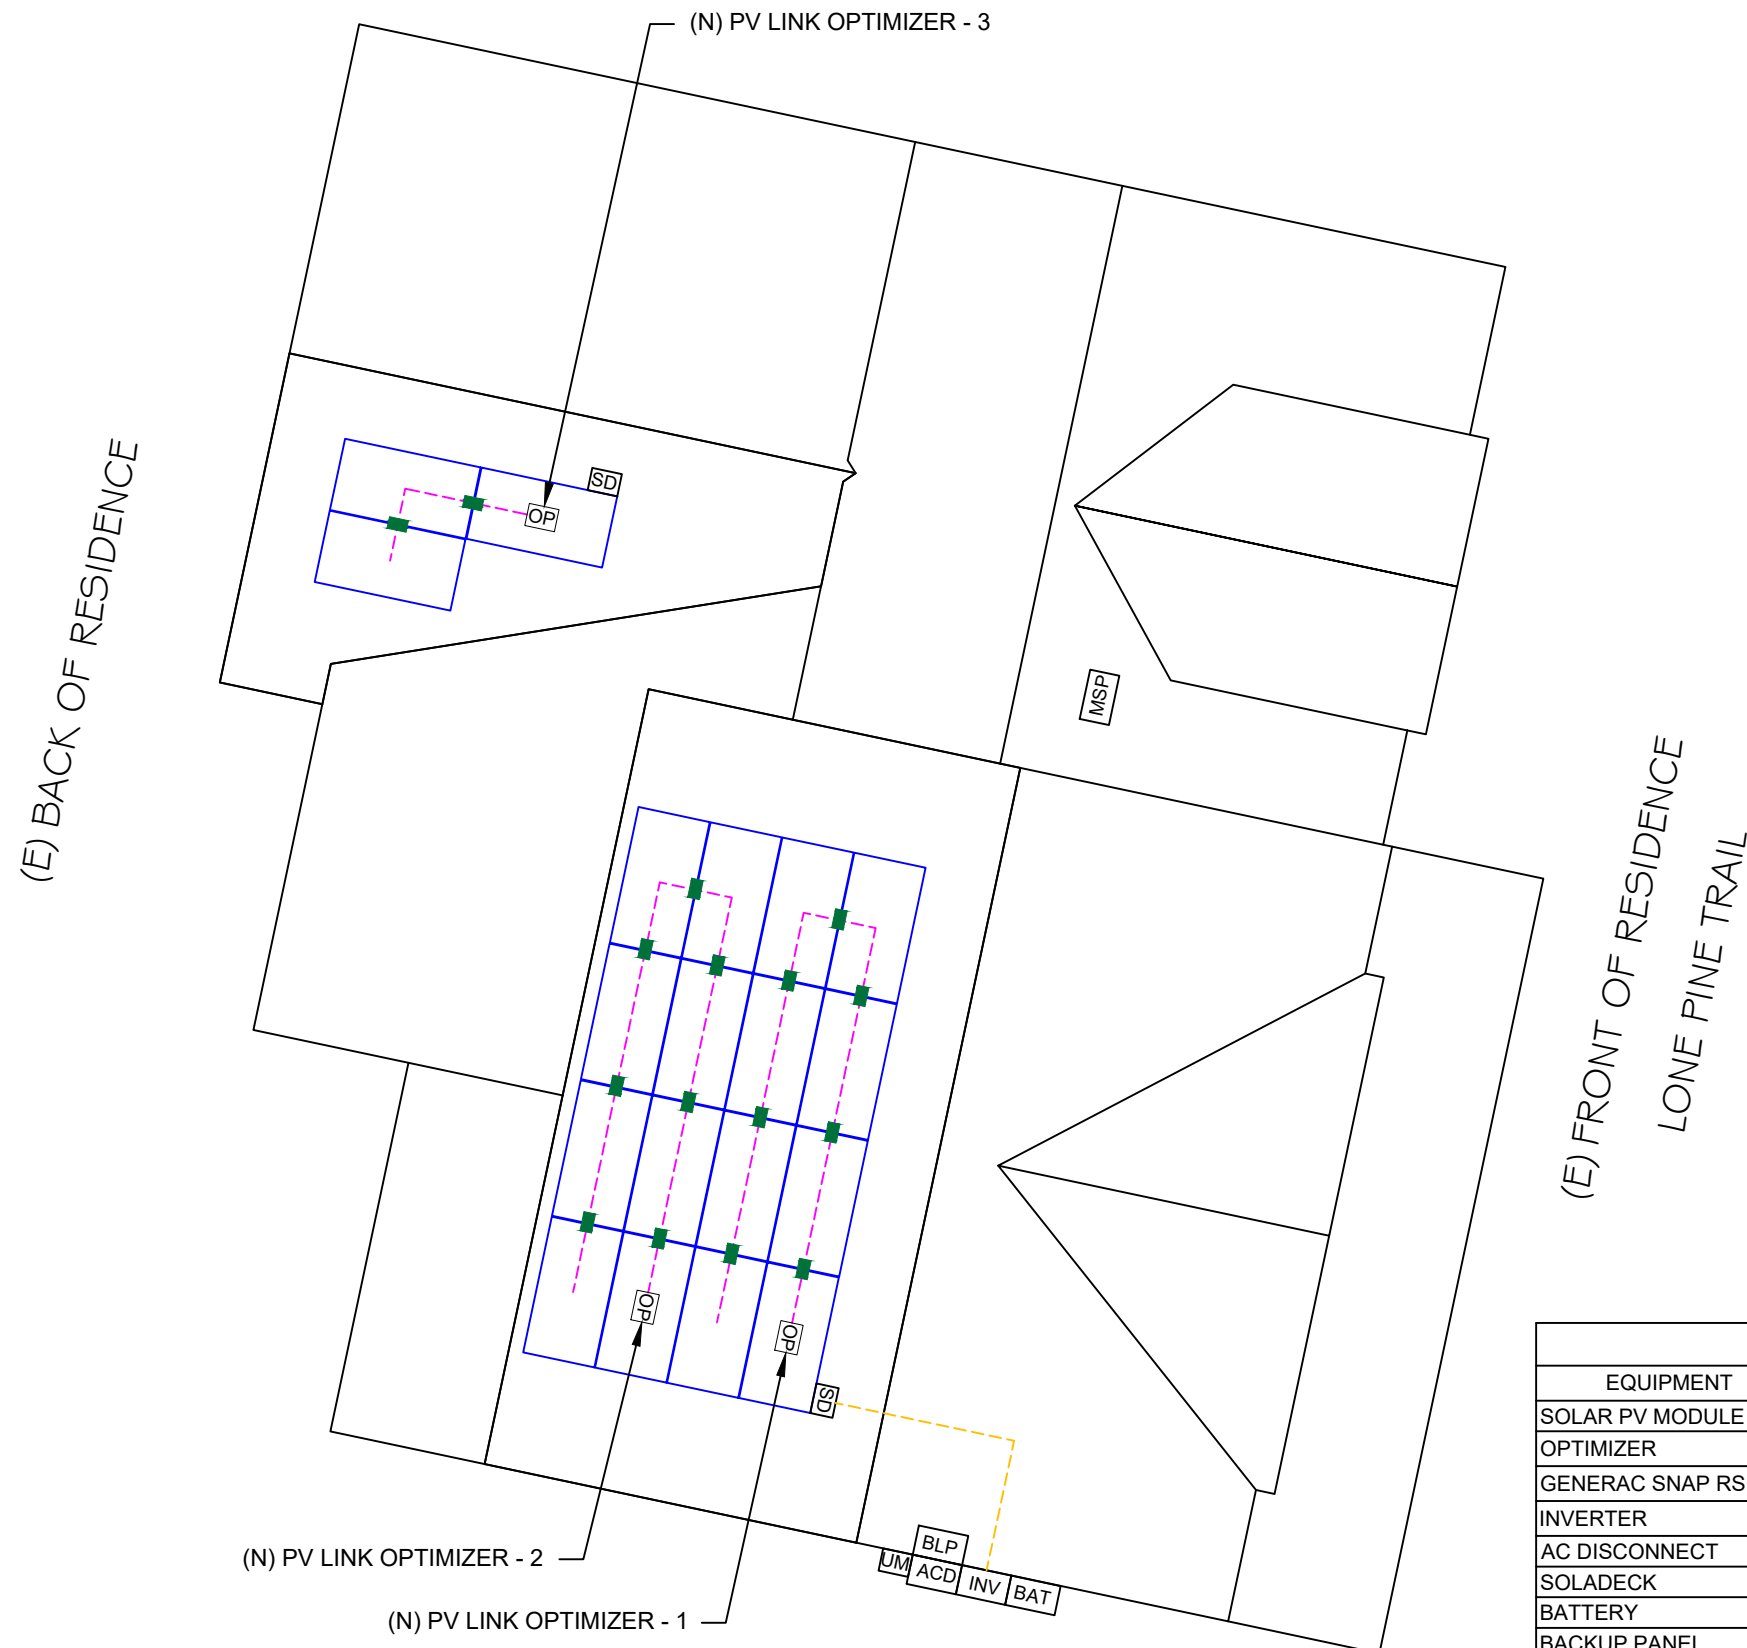 (N) PV LINK OPTIMIZER - 3
(E) BACK OF RESIDENCE
SD
OP
MSP
(E) FRONT OF RESIDENCE
LONE PINE TRAIL
OP
OP
SD
(N) PV LINK OPTIMIZER - 2
(N) PV LINK OPTIMIZER - 1
BLP
UM
ACD
INV
BAT
EQUIPMENT
SOLAR PV MODULE
OPTIMIZER
GENERAC SNAP RS
INVERTER
AC DISCONNECT
SOLADECK
BATTERY
BACKUP PANEL